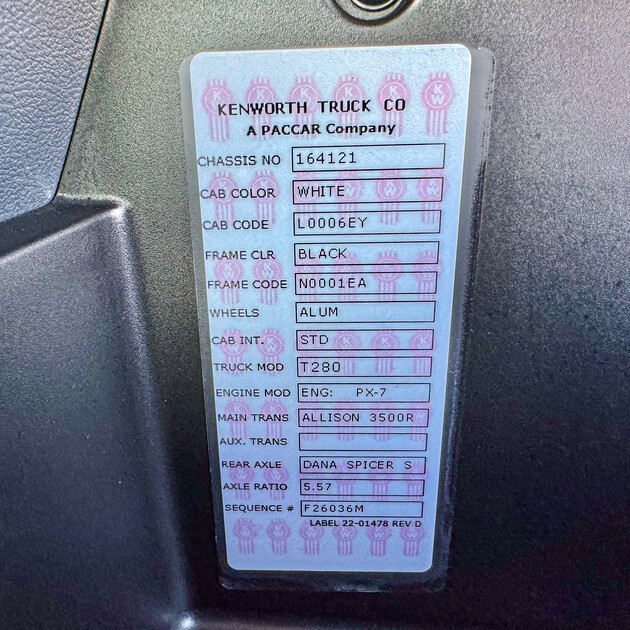 KENWORTH TRUCK CO
A PACCAR Company
CHASSIS NO 164121
CAB COLOR WHITE
CAB CODE L0006EY
FRAME CLR BLACK
FRAME CODE N0001EA
WHEELS ALUM
CAB INT. STD
TRUCK MOD T280
ENGINE MOD ENG: PX-7
MAIN TRANS ALLISON 3500R
AUX. TRANS
REAR AXLE DANA SPICER S
AXLE RATIO 5.57
SEQUENCE # F26036M
LABEL 22-01478 REV D